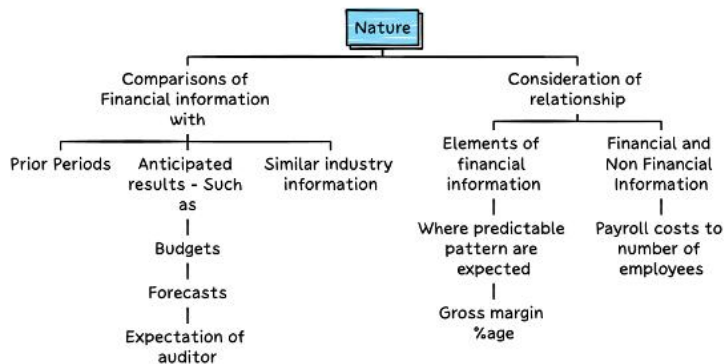 Nature
Comparisons of
Financial information
with
Consideration of
relationship
Prior Periods
Anticipated
results - Such
as
Similar industry
information
Elements of
financial
information
Financial and
Non Financial
Information
Budgets
Where predictable
pattern are
expected
Payroll costs to
number of
employees
Forecasts
Gross margin
%age
Expectation of
auditor